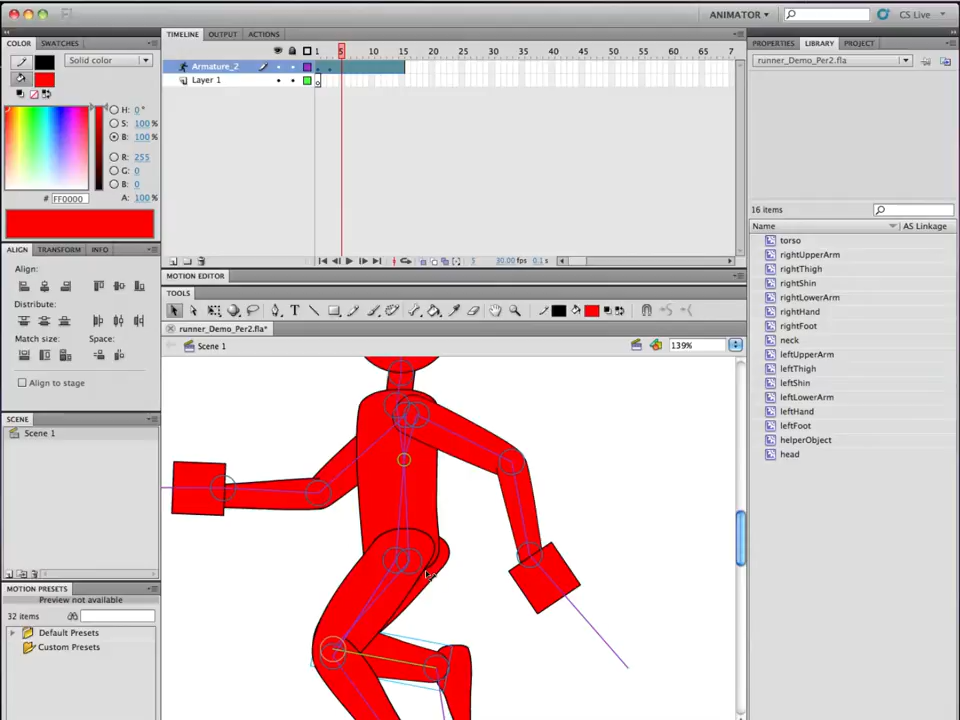 Fl
ANIMATOR
CS Live
COLOR
SWATCHES
Solid color
H: 0 °
S: 100 %
B: 100 %
R: 255
G: 0
B: 0
# FF0000
A: 100 %
ALIGN
TRANSFORM
INFO
Align:
Distribute:
Match size:
Space:
Align to stage
SCENE
Scene 1
MOTION PRESETS
Preview not available
32 items
Default Presets
Custom Presets
TIMELINE
OUTPUT
ACTIONS
1 5 10 15 20 25 30 35 40 45 50 55 60 65 7
Armature_2
Layer 1
5
30.00 fps
0.1 s
MOTION EDITOR
TOOLS
runner_Demo_Per2.fla*
Scene 1
139%
PROPERTIES
LIBRARY
PROJECT
runner_Demo_Per2.fla
16 items
Name
AS Linkage
torso
rightUpperArm
rightThigh
rightShin
rightLowerArm
rightHand
rightFoot
neck
leftUpperArm
leftThigh
leftShin
leftLowerArm
leftHand
leftFoot
helperObject
head